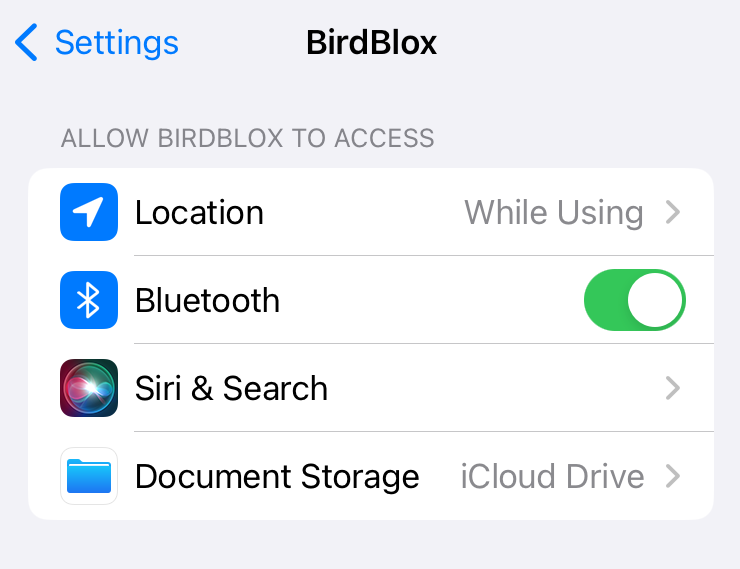 Settings
BirdBlox
ALLOW BIRDBLOX TO ACCESS
Location While Using
Bluetooth
Siri & Search
Document Storage iCloud Drive